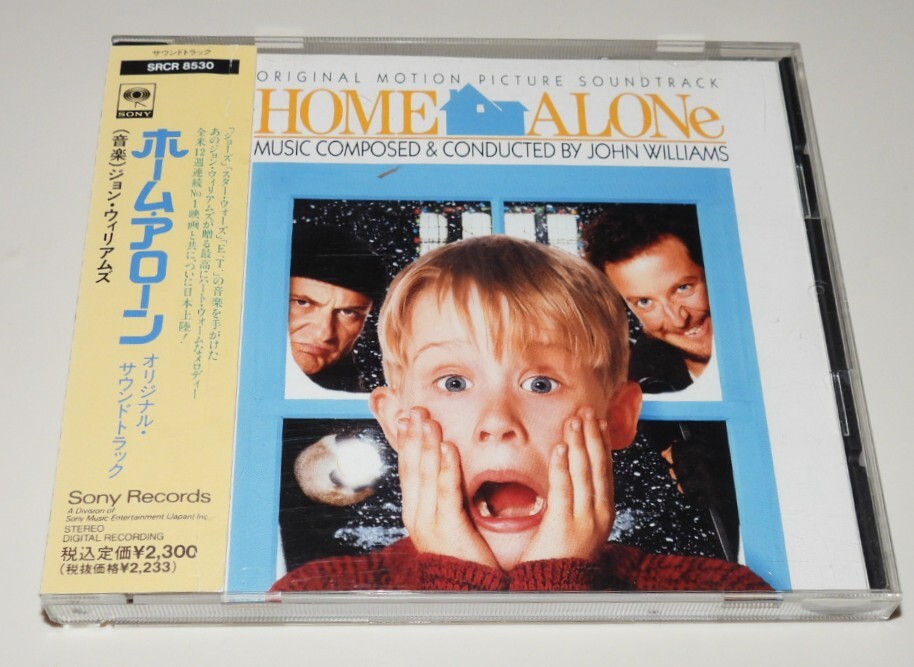 サウンドトラック
SRCR 8530
SONY
ホーム・アローン
オリジナル・
サウンドトラック
(音楽)ジョン・ウィリアムズ
「ジョーズ」「スター・ウォーズ」「E.T.」の音楽を手がけた
あのジョン・ウィリアムズが贈る最高にハート・ウォームなメロディー
全米12週連続No.1映画と共に、ついに日本上陸!
Sony Records
A Division of
Sony Music Entertainment (Japan) Inc.
STEREO
DIGITAL RECORDING
税込定価¥2,300
(税抜価格¥2,233)
ORIGINAL MOTION PICTURE SOUNDTRACK
HOME ALONe
MUSIC COMPOSED & CONDUCTED BY JOHN WILLIAMS